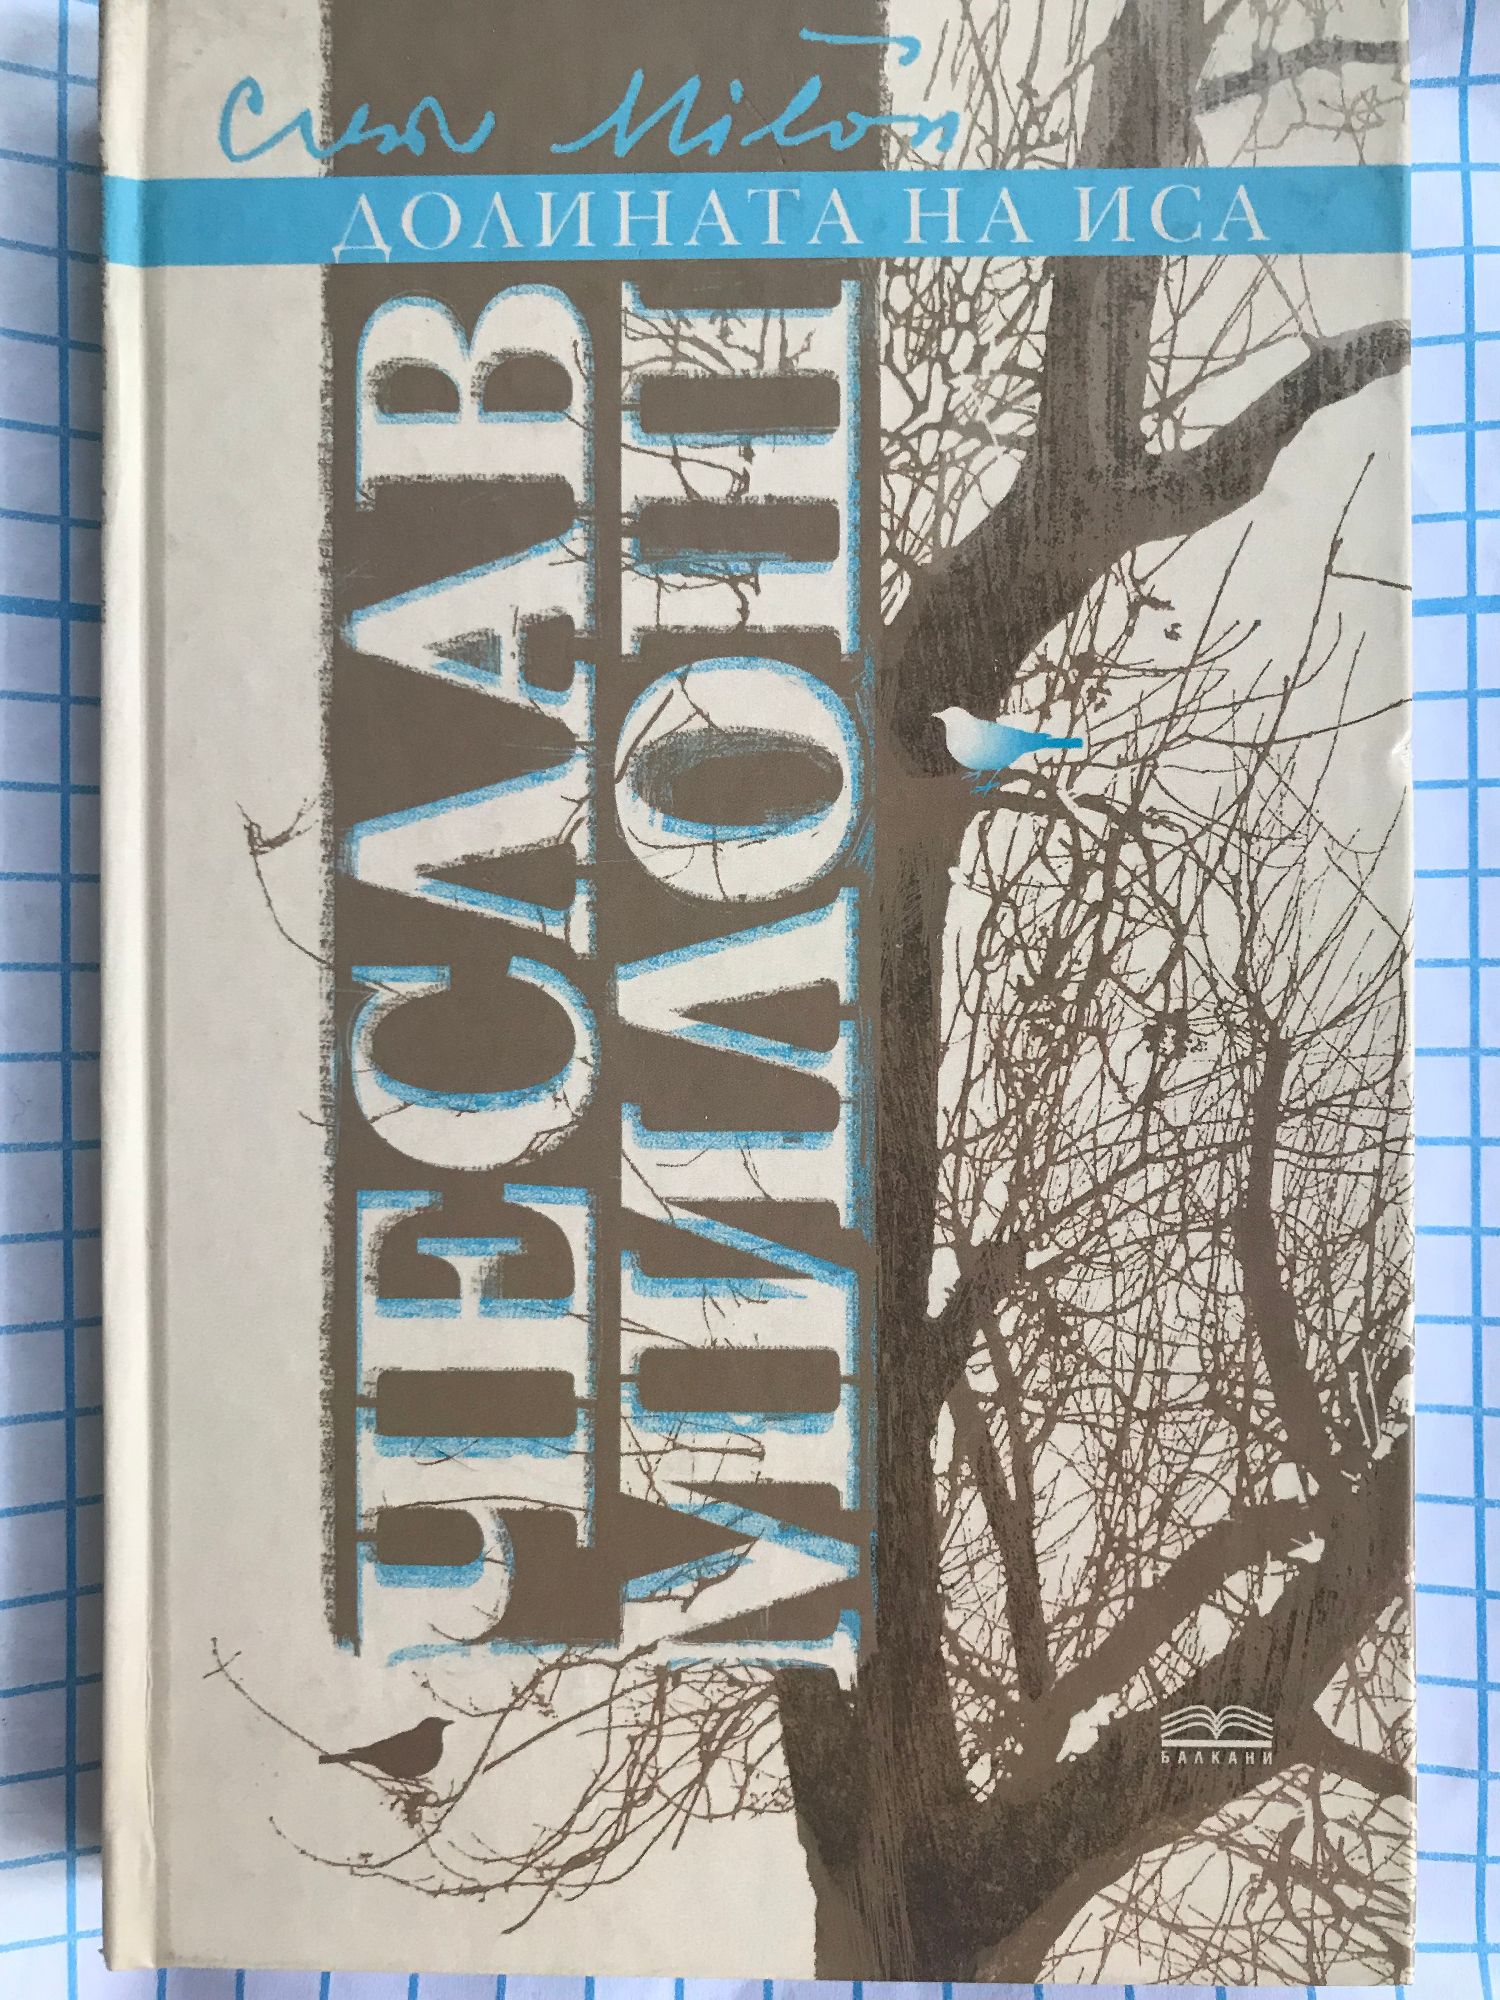 Czesław Miłosz
ДОЛИНАТА НА ИСА
ЧЕСЛАВ
МИЛОШ
БАЛКАНИ